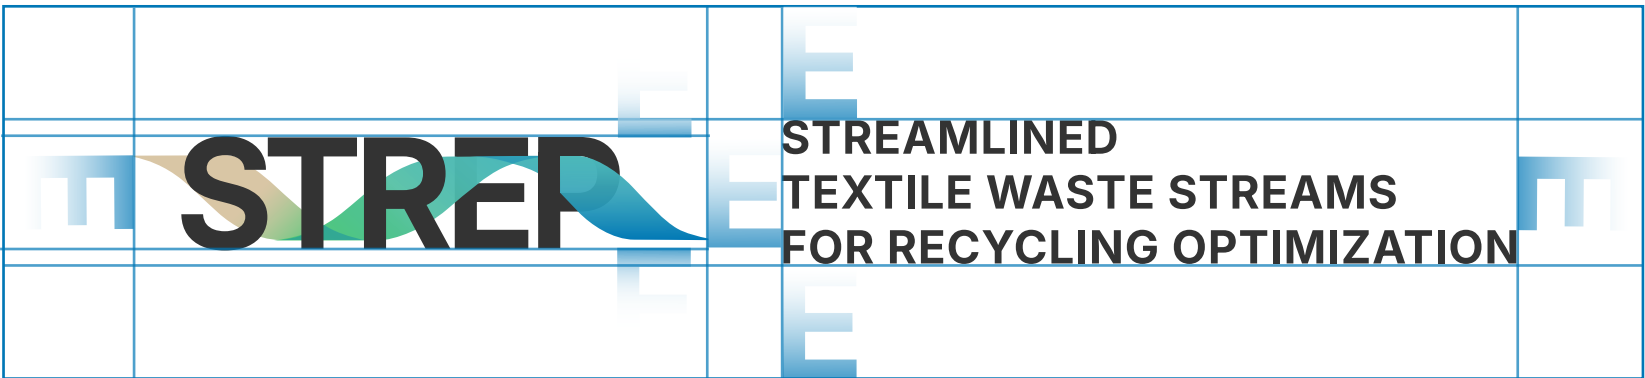 STREP
STREAMLINED
TEXTILE WASTE STREAMS
FOR RECYCLING OPTIMIZATION
E
E
E
E
E